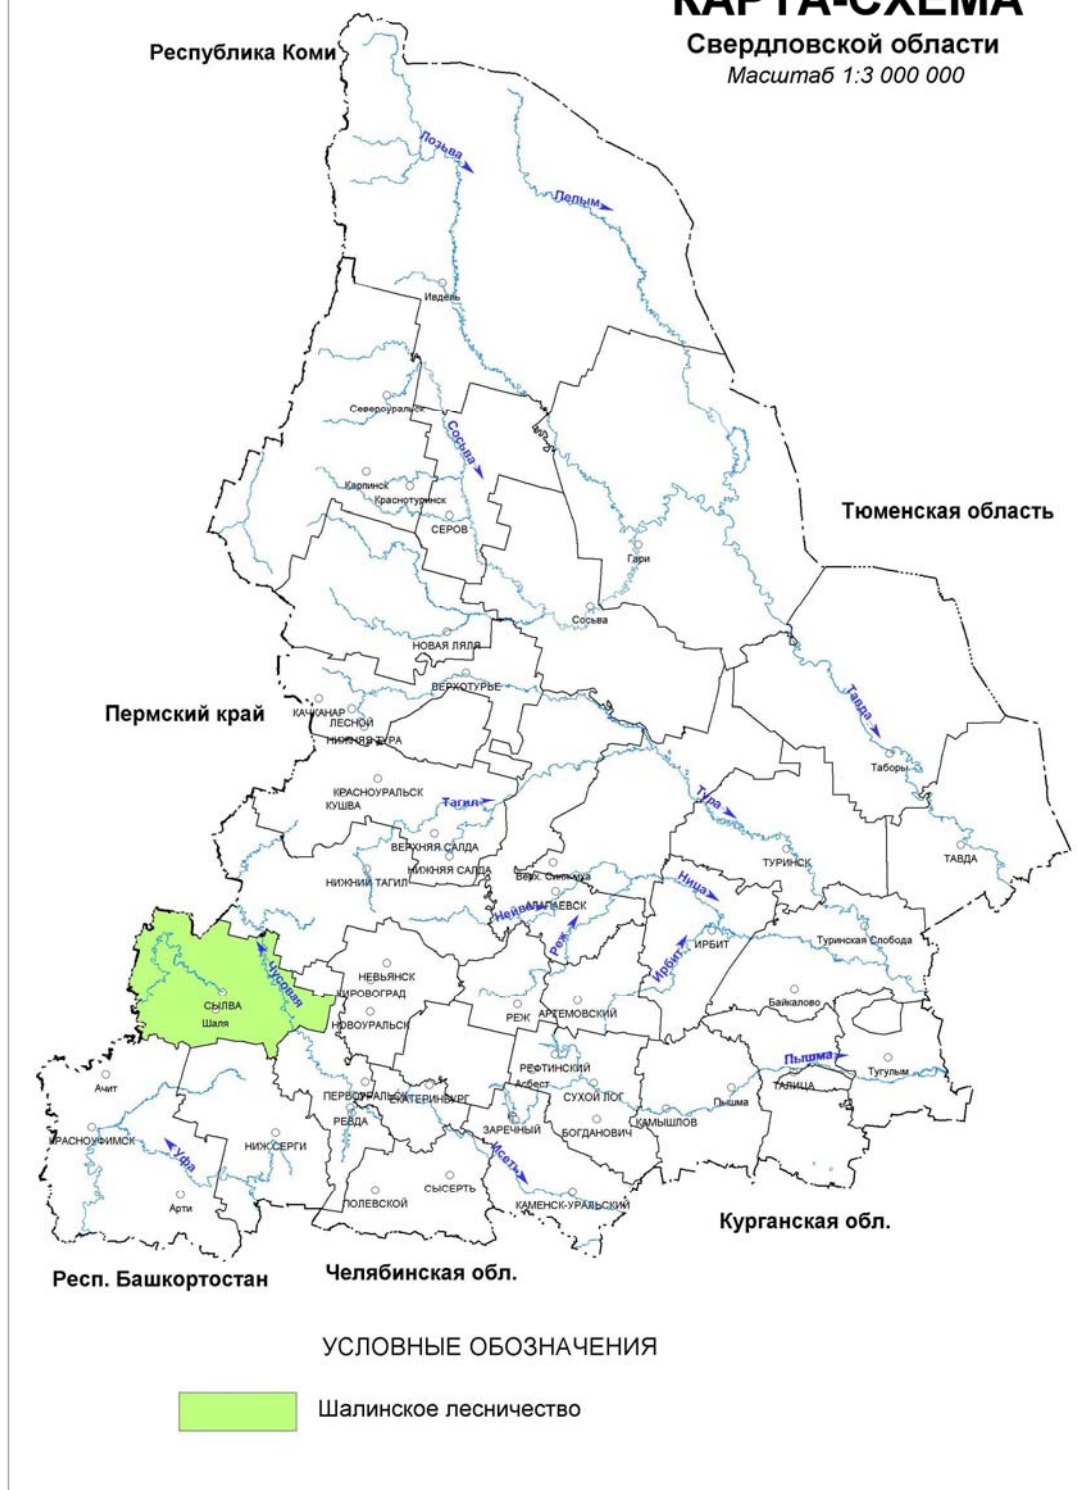 КАРТА-СХЕМА
Свердловской области
Масштаб 1:3 000 000
Республика Коми
Лозьва
Пелым
Ивдель
Североуральск
Сосьва
Карпинск
Краснотурьинск
СЕРОВ
Тюменская область
Гари
Сосьва
НОВАЯ ЛЯЛЯ
ВЕРХОТУРЬЕ
Пермский край
КАЧКАНАР
ЛЕСНОЙ
НИЖНЯЯ ТУРА
Тавра
Таборы
КРАСНОУРАЛЬСК
КУШВА
Тагил
Тура
ВЕРХНЯЯ САЛДА
НИЖНЯЯ САЛДА
НИЖНИЙ ТАГИЛ
Верх. Синячиха
ТУРИНСК
ТАВДА
Ница
АЛАПАЕВСК
Нейва
Реж
Ирбит
ИРБИТ
Туринская Слобода
Чусовая
НЕВЬЯНСК
КИРОВОГРАД
СЫЛВА
Шаля
НОВОУРАЛЬСК
РЕЖ
АРТЕМОВСКИЙ
Байкалово
Пышма
Тугулым
РЕФТИНСКИЙ
Асбест
СУХОЙ ЛОГ
ТАЛИЦА
Ачит
ПЕРВОУРАЛЬСК
ЕКАТЕРИНБУРГ
Пышма
РЕВДА
ЗАРЕЧНЫЙ
БОГДАНОВИЧ
КАМЫШЛОВ
КРАСНОУФИМСК
НИЖ.СЕРГИ
Уфа
Исеть
СЫСЕРТЬ
ПОЛЕВСКОЙ
КАМЕНСК-УРАЛЬСКИЙ
Арти
Курганская обл.
Респ. Башкортостан
Челябинская обл.
УСЛОВНЫЕ ОБОЗНАЧЕНИЯ
Шалинское лесничество